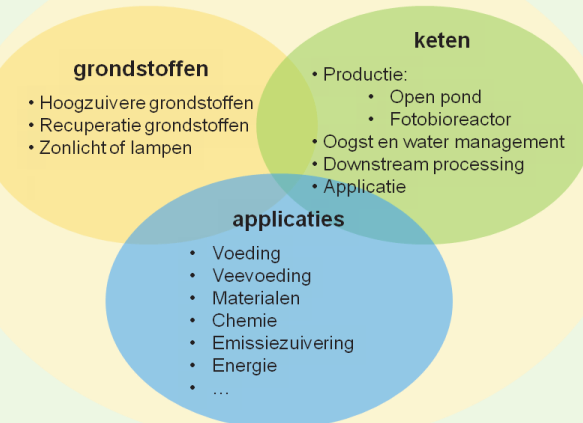 grondstoffen
• Hoogzuivere grondstoffen
• Recuperatie grondstoffen
• Zonlicht of lampen
keten
• Productie:
• Open pond
• Fotobioreactor
• Oogst en water management
• Downstream processing
• Applicatie
applicaties
• Voeding
• Veevoeding
• Materialen
• Chemie
• Emissiezuivering
• Energie
• ...